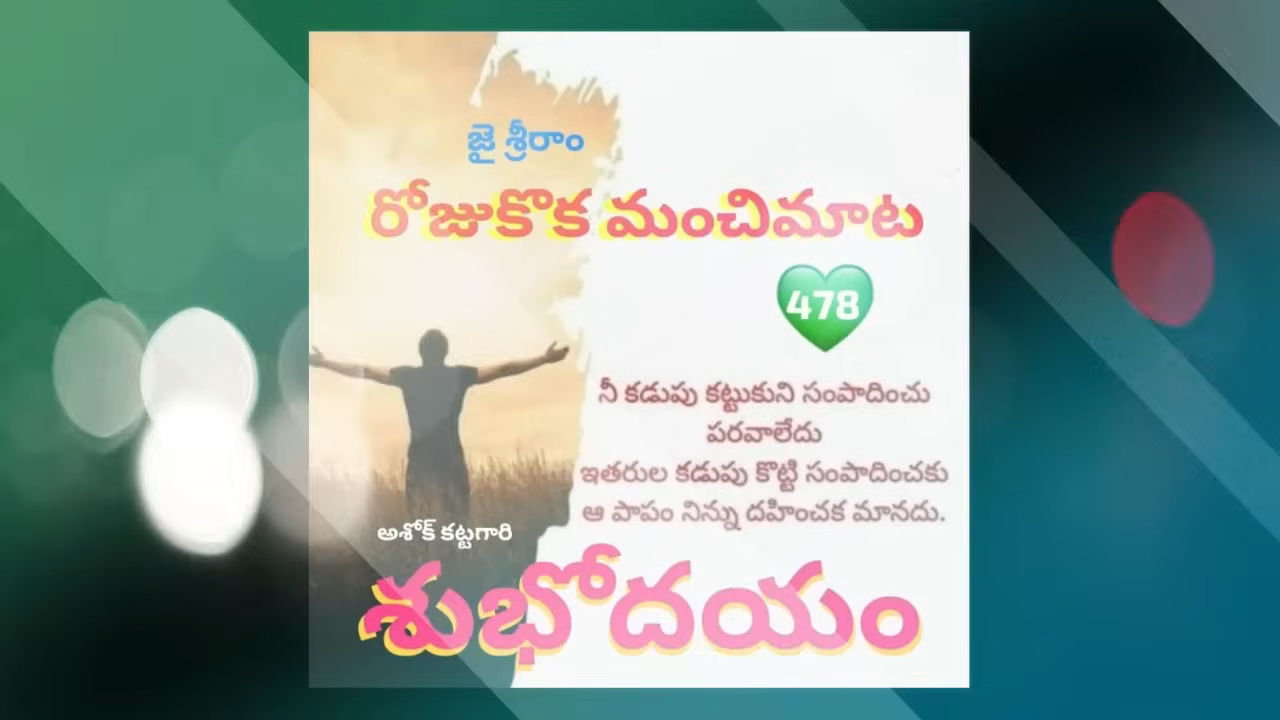 జై శ్రీరాం
రోజుకొక మంచిమాట
478
నీ కడుపు కట్టుకుని సంపాదించు
పరవాలేదు
ఇతరుల కడుపు కొట్టి సంపాదించకు
ఆ పాపం నిన్ను దహించక మానదు.
అశోక్ కట్టగారి
శుభోదయం